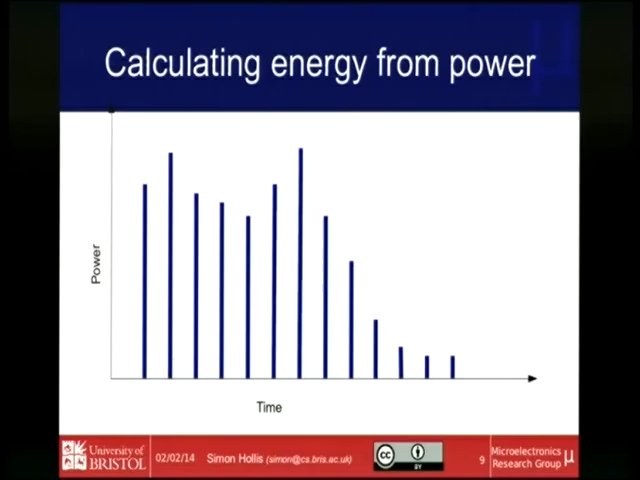 Calculating energy from power
Power
Time
University of
BRISTOL
02/02/14
Simon Hollis (simon@cs.bris.ac.uk)
cc
BY
9
Microelectronics
Research Group
μ